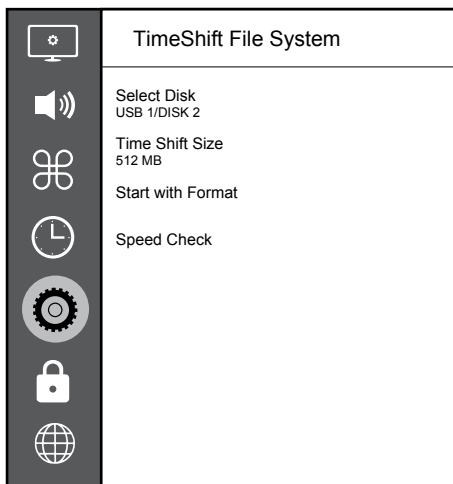 TimeShift File System
Select Disk
USB 1/DISK 2
Time Shift Size
512 MB
Start with Format
Speed Check